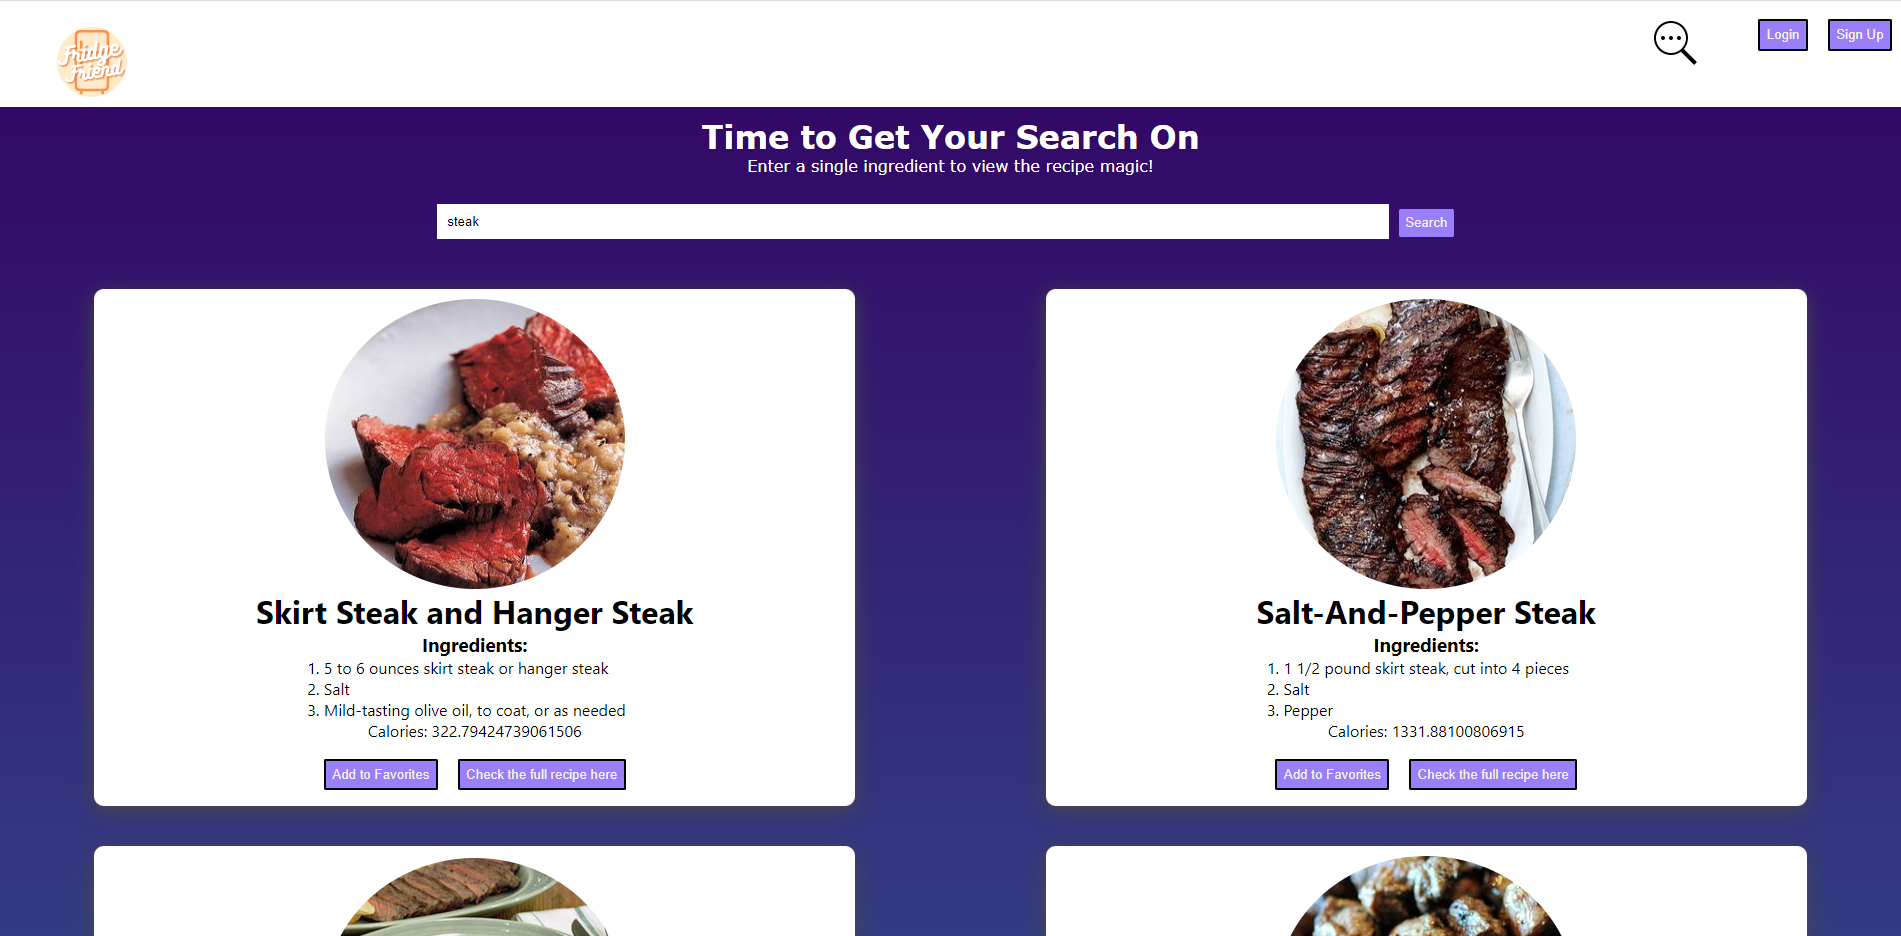 Fridge
Friend
Login
Sign Up
Time to Get Your Search On
Enter a single ingredient to view the recipe magic!
steak
Search
Skirt Steak and Hanger Steak
Ingredients:
1. 5 to 6 ounces skirt steak or hanger steak
2. Salt
3. Mild-tasting olive oil, to coat, or as needed
Calories: 322.79424739061506
Add to Favorites
Check the full recipe here
Salt-And-Pepper Steak
Ingredients:
1. 1 1/2 pound skirt steak, cut into 4 pieces
2. Salt
3. Pepper
Calories: 1331.88100806915
Add to Favorites
Check the full recipe here